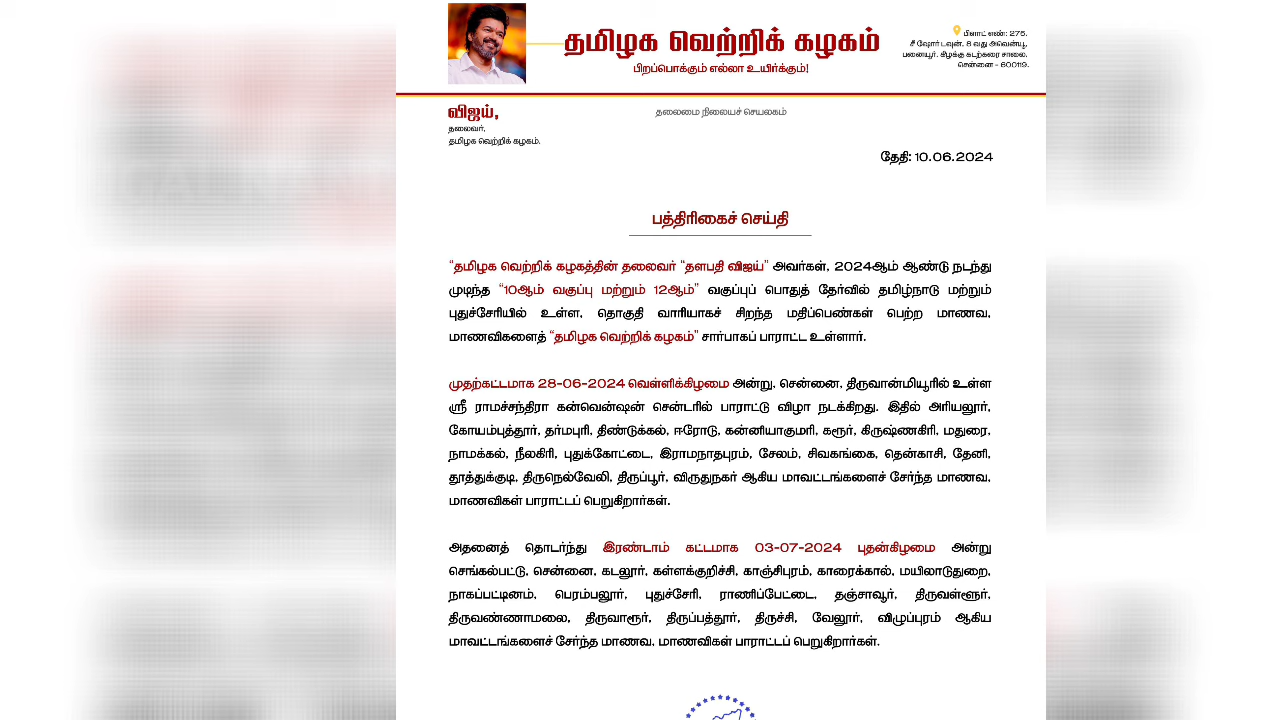 தமிழக வெற்றிக் கழகம்
பிறப்பொக்கும் எல்லா உயிர்க்கும்!
பிளாட் எண்: 275,
சீ ஷோர் டவுன், 8 வது அவென்யூ,
பனையூர், கிழக்கு கடற்கரை சாலை,
சென்னை - 600119.
விஜய்,
தலைவர்,
தமிழக வெற்றிக் கழகம்.
தலைமை நிலையச் செயலகம்
தேதி: 10.06.2024
பத்திரிகைச் செய்தி
“தமிழக வெற்றிக் கழகத்தின் தலைவர் “தளபதி விஜய்” அவர்கள், 2024ஆம் ஆண்டு நடந்து
முடிந்த “10ஆம் வகுப்பு மற்றும் 12ஆம்” வகுப்புப் பொதுத் தேர்வில் தமிழ்நாடு மற்றும்
புதுச்சேரியில் உள்ள, தொகுதி வாரியாகச் சிறந்த மதிப்பெண்கள் பெற்ற மாணவ,
மாணவிகளைத் “தமிழக வெற்றிக் கழகம்” சார்பாகப் பாராட்ட உள்ளார்.
முதற்கட்டமாக 28-06-2024 வெள்ளிக்கிழமை அன்று, சென்னை, திருவான்மியூரில் உள்ள
ஸ்ரீ ராமச்சந்திரா கன்வென்ஷன் சென்டரில் பாராட்டு விழா நடக்கிறது. இதில் அரியலூர்,
கோயம்புத்தூர், தர்மபுரி, திண்டுக்கல், ஈரோடு, கன்னியாகுமரி, கரூர், கிருஷ்ணகிரி, மதுரை,
நாமக்கல், நீலகிரி, புதுக்கோட்டை, இராமநாதபுரம், சேலம், சிவகங்கை, தென்காசி, தேனி,
தூத்துக்குடி, திருநெல்வேலி, திருப்பூர், விருதுநகர் ஆகிய மாவட்டங்களைச் சேர்ந்த மாணவ,
மாணவிகள் பாராட்டப் பெறுகிறார்கள்.
அதனைத் தொடர்ந்து இரண்டாம் கட்டமாக 03-07-2024 புதன்கிழமை அன்று
செங்கல்பட்டு, சென்னை, கடலூர், கள்ளக்குறிச்சி, காஞ்சிபுரம், காரைக்கால், மயிலாடுதுறை,
நாகப்பட்டினம், பெரம்பலூர், புதுச்சேரி, ராணிப்பேட்டை, தஞ்சாவூர், திருவள்ளூர்,
திருவண்ணாமலை, திருவாரூர், திருப்பத்தூர், திருச்சி, வேலூர், விழுப்புரம் ஆகிய
மாவட்டங்களைச் சேர்ந்த மாணவ, மாணவிகள் பாராட்டப் பெறுகிறார்கள்.